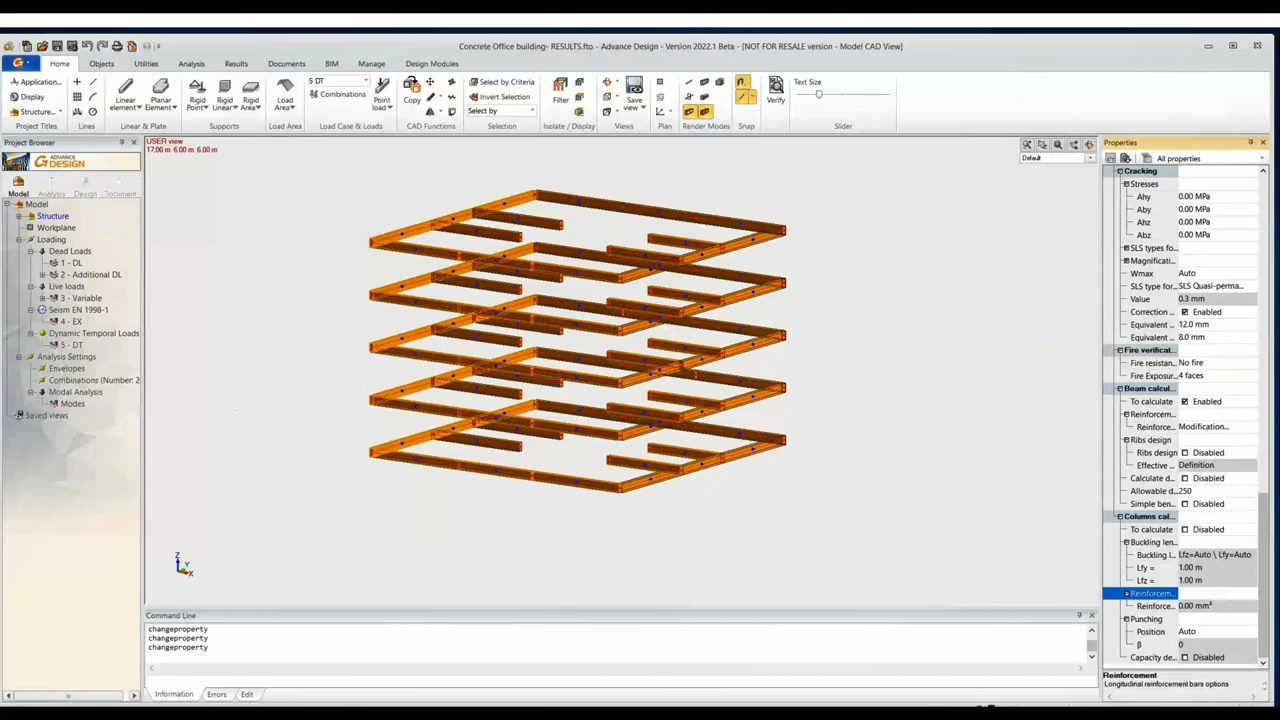 Concrete Office building- RESULTS.fto - Advance Design - Version 2022.1 Beta - [NOT FOR RESALE version - Model CAD View]
Home Objects Utilities Analysis Results Documents BIM Manage Design Modules
Application...
Display
Structure...
Project Titles
Lines
Linear element
Planar Element
Linear & Plate
Rigid Point
Rigid Linear
Rigid Area
Supports
Load Area
Load Area
5 DT
Combinations
Point load
Load Case & Loads
Copy
CAD Functions
Select by Criteria
Invert Selection
Select by
Selection
Filter
Isolate / Display
Save view
Views
Plan
Render Modes
Snap
Verify
Text Size
Slider
Project Browser
ADVANCE
DESIGN
Model Analysis Design Document
Model
Structure
Workplane
Loading
Dead Loads
1 - DL
2 - Additional DL
Live loads
3 - Variable
Seism EN 1998-1
4 - EX
Dynamic Temporal Loads
5 - DT
Analysis Settings
Envelopes
Combinations (Number: 2
Modal Analysis
Modes
Saved views
USER view
17.00 m 6.00 m 6.00 m
Default
Z
Y
X
Command Line
changeproperty
changeproperty
changeproperty
Information Errors Edit
Properties
All properties
Cracking
Stresses
Ahy 0.00 MPa
Aby 0.00 MPa
Ahz 0.00 MPa
Abz 0.00 MPa
SLS types fo
Magnificati
Wmax Auto
SLS type for... SLS Quasi-perma...
Value 0.3 mm
Correction ... Enabled
Equivalent ... 12.0 mm
Equivalent ... 8.0 mm
Fire verificat...
Fire resistan... No fire
Fire Exposur... 4 faces
Beam calcu...
To calculate Enabled
Reinforcem...
Reinforce... Modification...
Ribs design
Ribs design Disabled
Effective ... Definition
Calculate d... Disabled
Allowable d... 250
Simple ben... Disabled
Columns cal...
To calculate Disabled
Buckling len...
Buckling l... Lfz=Auto \ Lfy=Auto
Lfy = 1.00 m
Lfz = 1.00 m
Reinforcem...
Reinforce... 0.00 mm²
Punching
Position Auto
β 0
Capacity de... Disabled
Reinforcement
Longitudinal reinforcement bars options